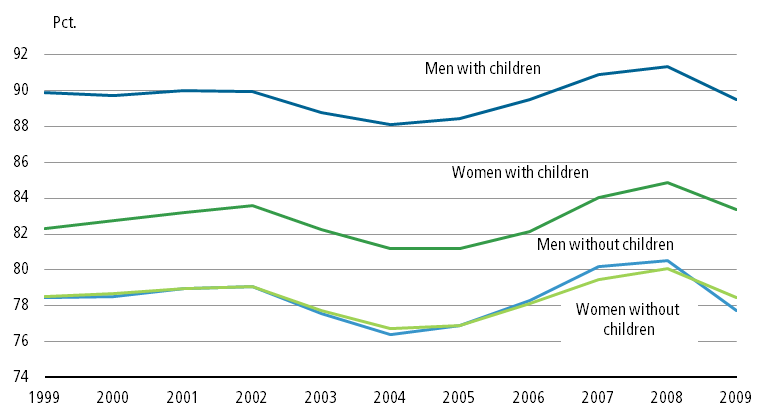 Pct.
92
Men with children
90
88
86
Women with children
84
82
Men without children
80
78
Women without
children
76
74
1999 2000 2001 2002 2003 2004 2005 2006 2007 2008 2009